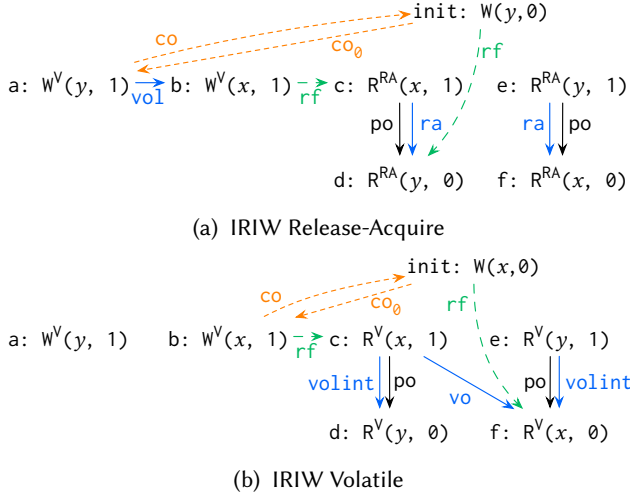 init: W(y,0)
co
co₀
rf
a: Wⱽ(y, 1) vol b: Wⱽ(x, 1) rf c: Rᴿᴬ(x, 1) e: Rᴿᴬ(y, 1)
po ra ra po
d: Rᴿᴬ(y, 0) f: Rᴿᴬ(x, 0)
(a) IRIW Release-Acquire
init: W(x,0)
co
co₀
rf
a: Wⱽ(y, 1) b: Wⱽ(x, 1) rf c: Rⱽ(x, 1) e: Rⱽ(y, 1)
volint po vo po volint
d: Rⱽ(y, 0) f: Rⱽ(x, 0)
(b) IRIW Volatile